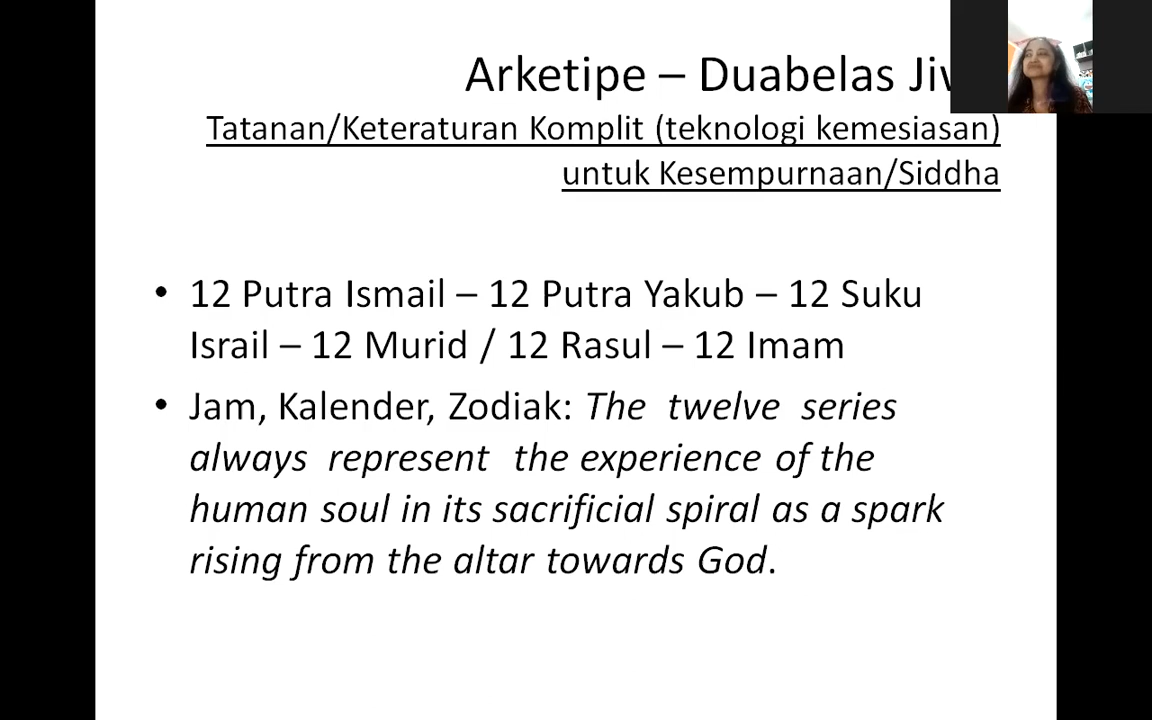 Arketipe – Duabelas
Tatanan/Keteraturan Komplit (teknologi kemesiasan)
untuk Kesempurnaan/Siddha
• 12 Putra Ismail – 12 Putra Yakub – 12 Suku
Israil – 12 Murid / 12 Rasul – 12 Imam
• Jam, Kalender, Zodiak: The twelve series
always represent the experience of the
human soul in its sacrificial spiral as a spark
rising from the altar towards God.